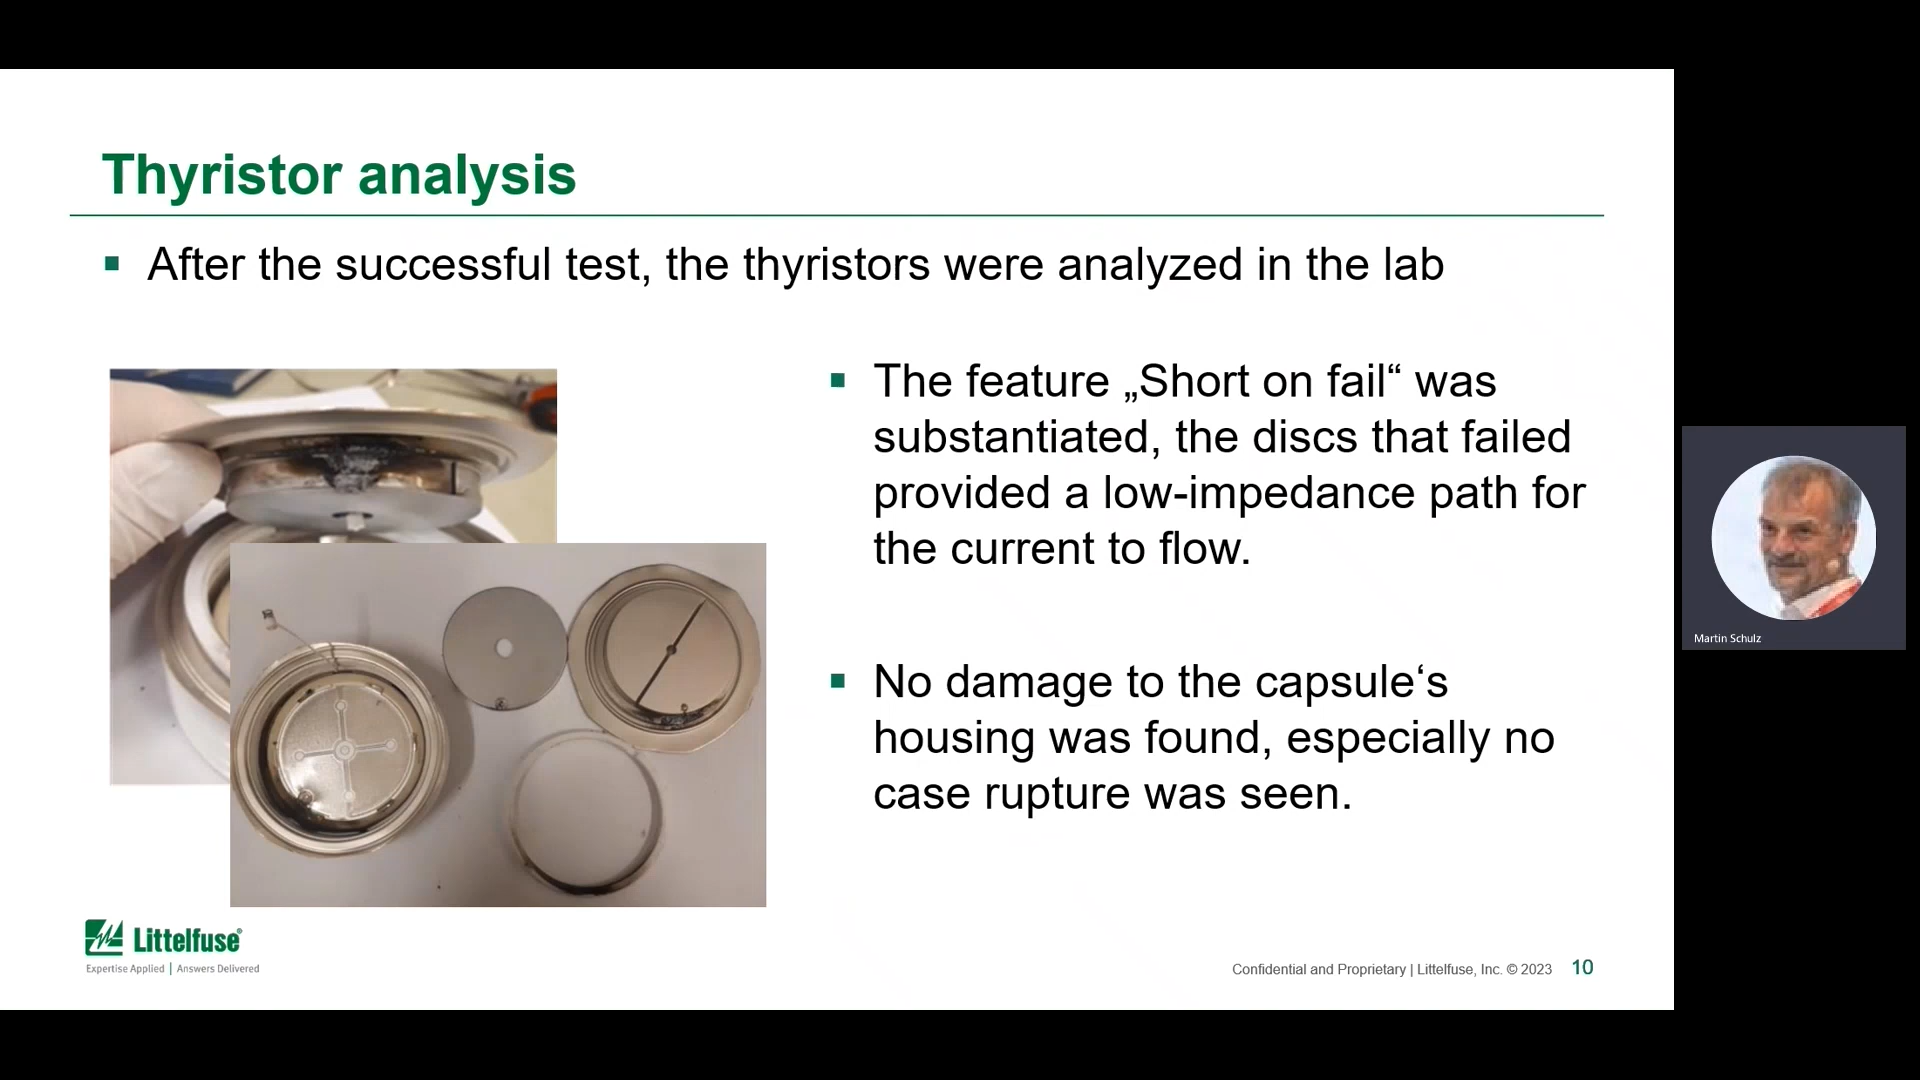 Thyristor analysis
▪ After the successful test, the thyristors were analyzed in the lab
▪ The feature „Short on fail“ was
substantiated, the discs that failed
provided a low-impedance path for
the current to flow.
▪ No damage to the capsule‘s
housing was found, especially no
case rupture was seen.
Martin Schulz
Littelfuse®
Expertise Applied | Answers Delivered
Confidential and Proprietary | Littelfuse, Inc. © 2023 10